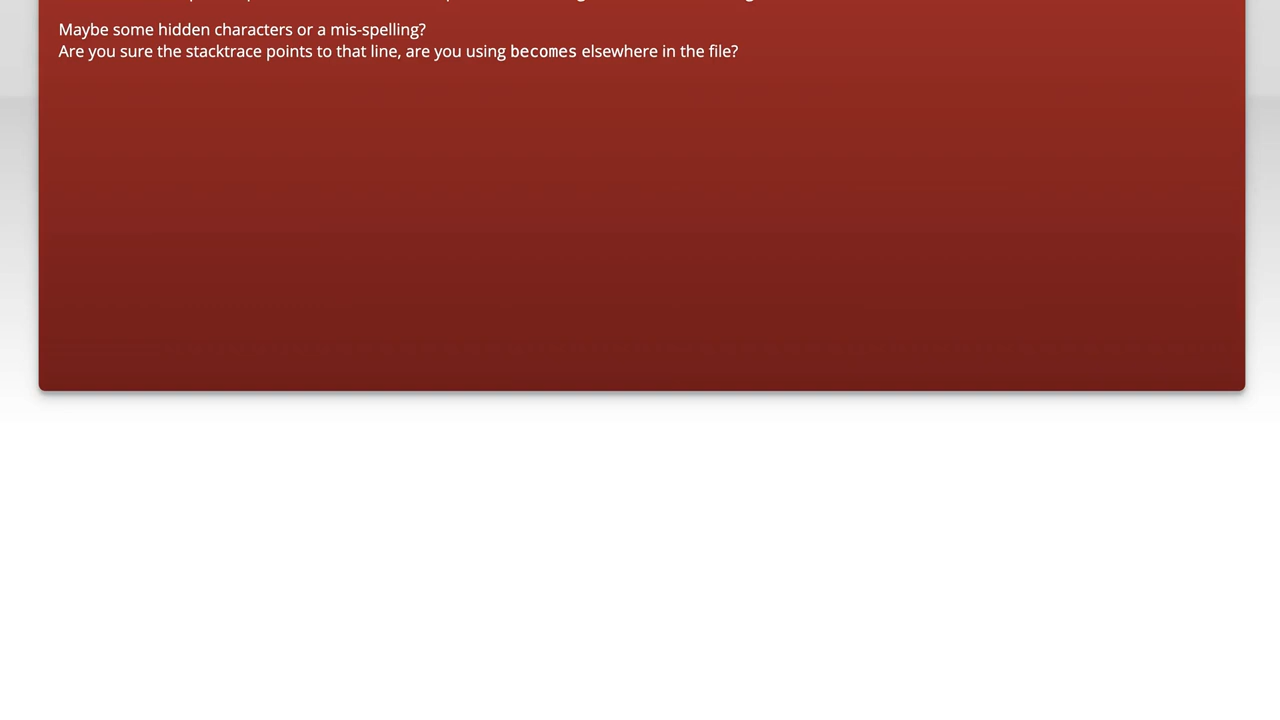 Maybe some hidden characters or a mis-spelling?
Are you sure the stacktrace points to that line, are you using becomes elsewhere in the file?